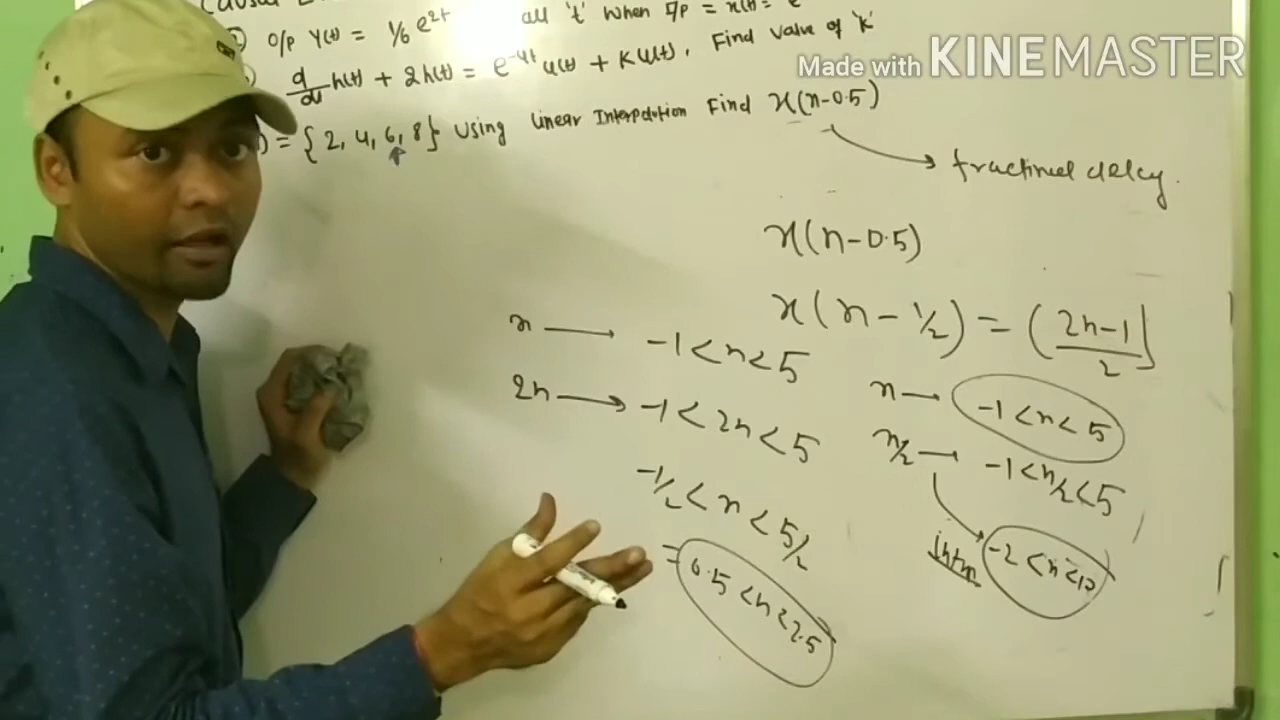 Causal
O/P Y(t) = 1/6 e^2t all 't' when I/P = x(t) = e
d/dt h(t) + 2h(t) = e^-4t u(t) + K u(t), Find Value of 'K'
) = { 2, 4, 6, 8 } Using Linear Interpolation Find x(n-0.5)
↑
fractional delay.
x(n-0.5)
x(n - 1/2) = (2n-1 / 2)
n → -1 < n < 5
2n → -1 < 2n < 5
-1/2 < n < 5/2
= 0.5 < n < 2.5
n → -1 < n < 5
n/2 → -1 < n/2 < 5
-2 < n < 10
Made with KINEMASTER